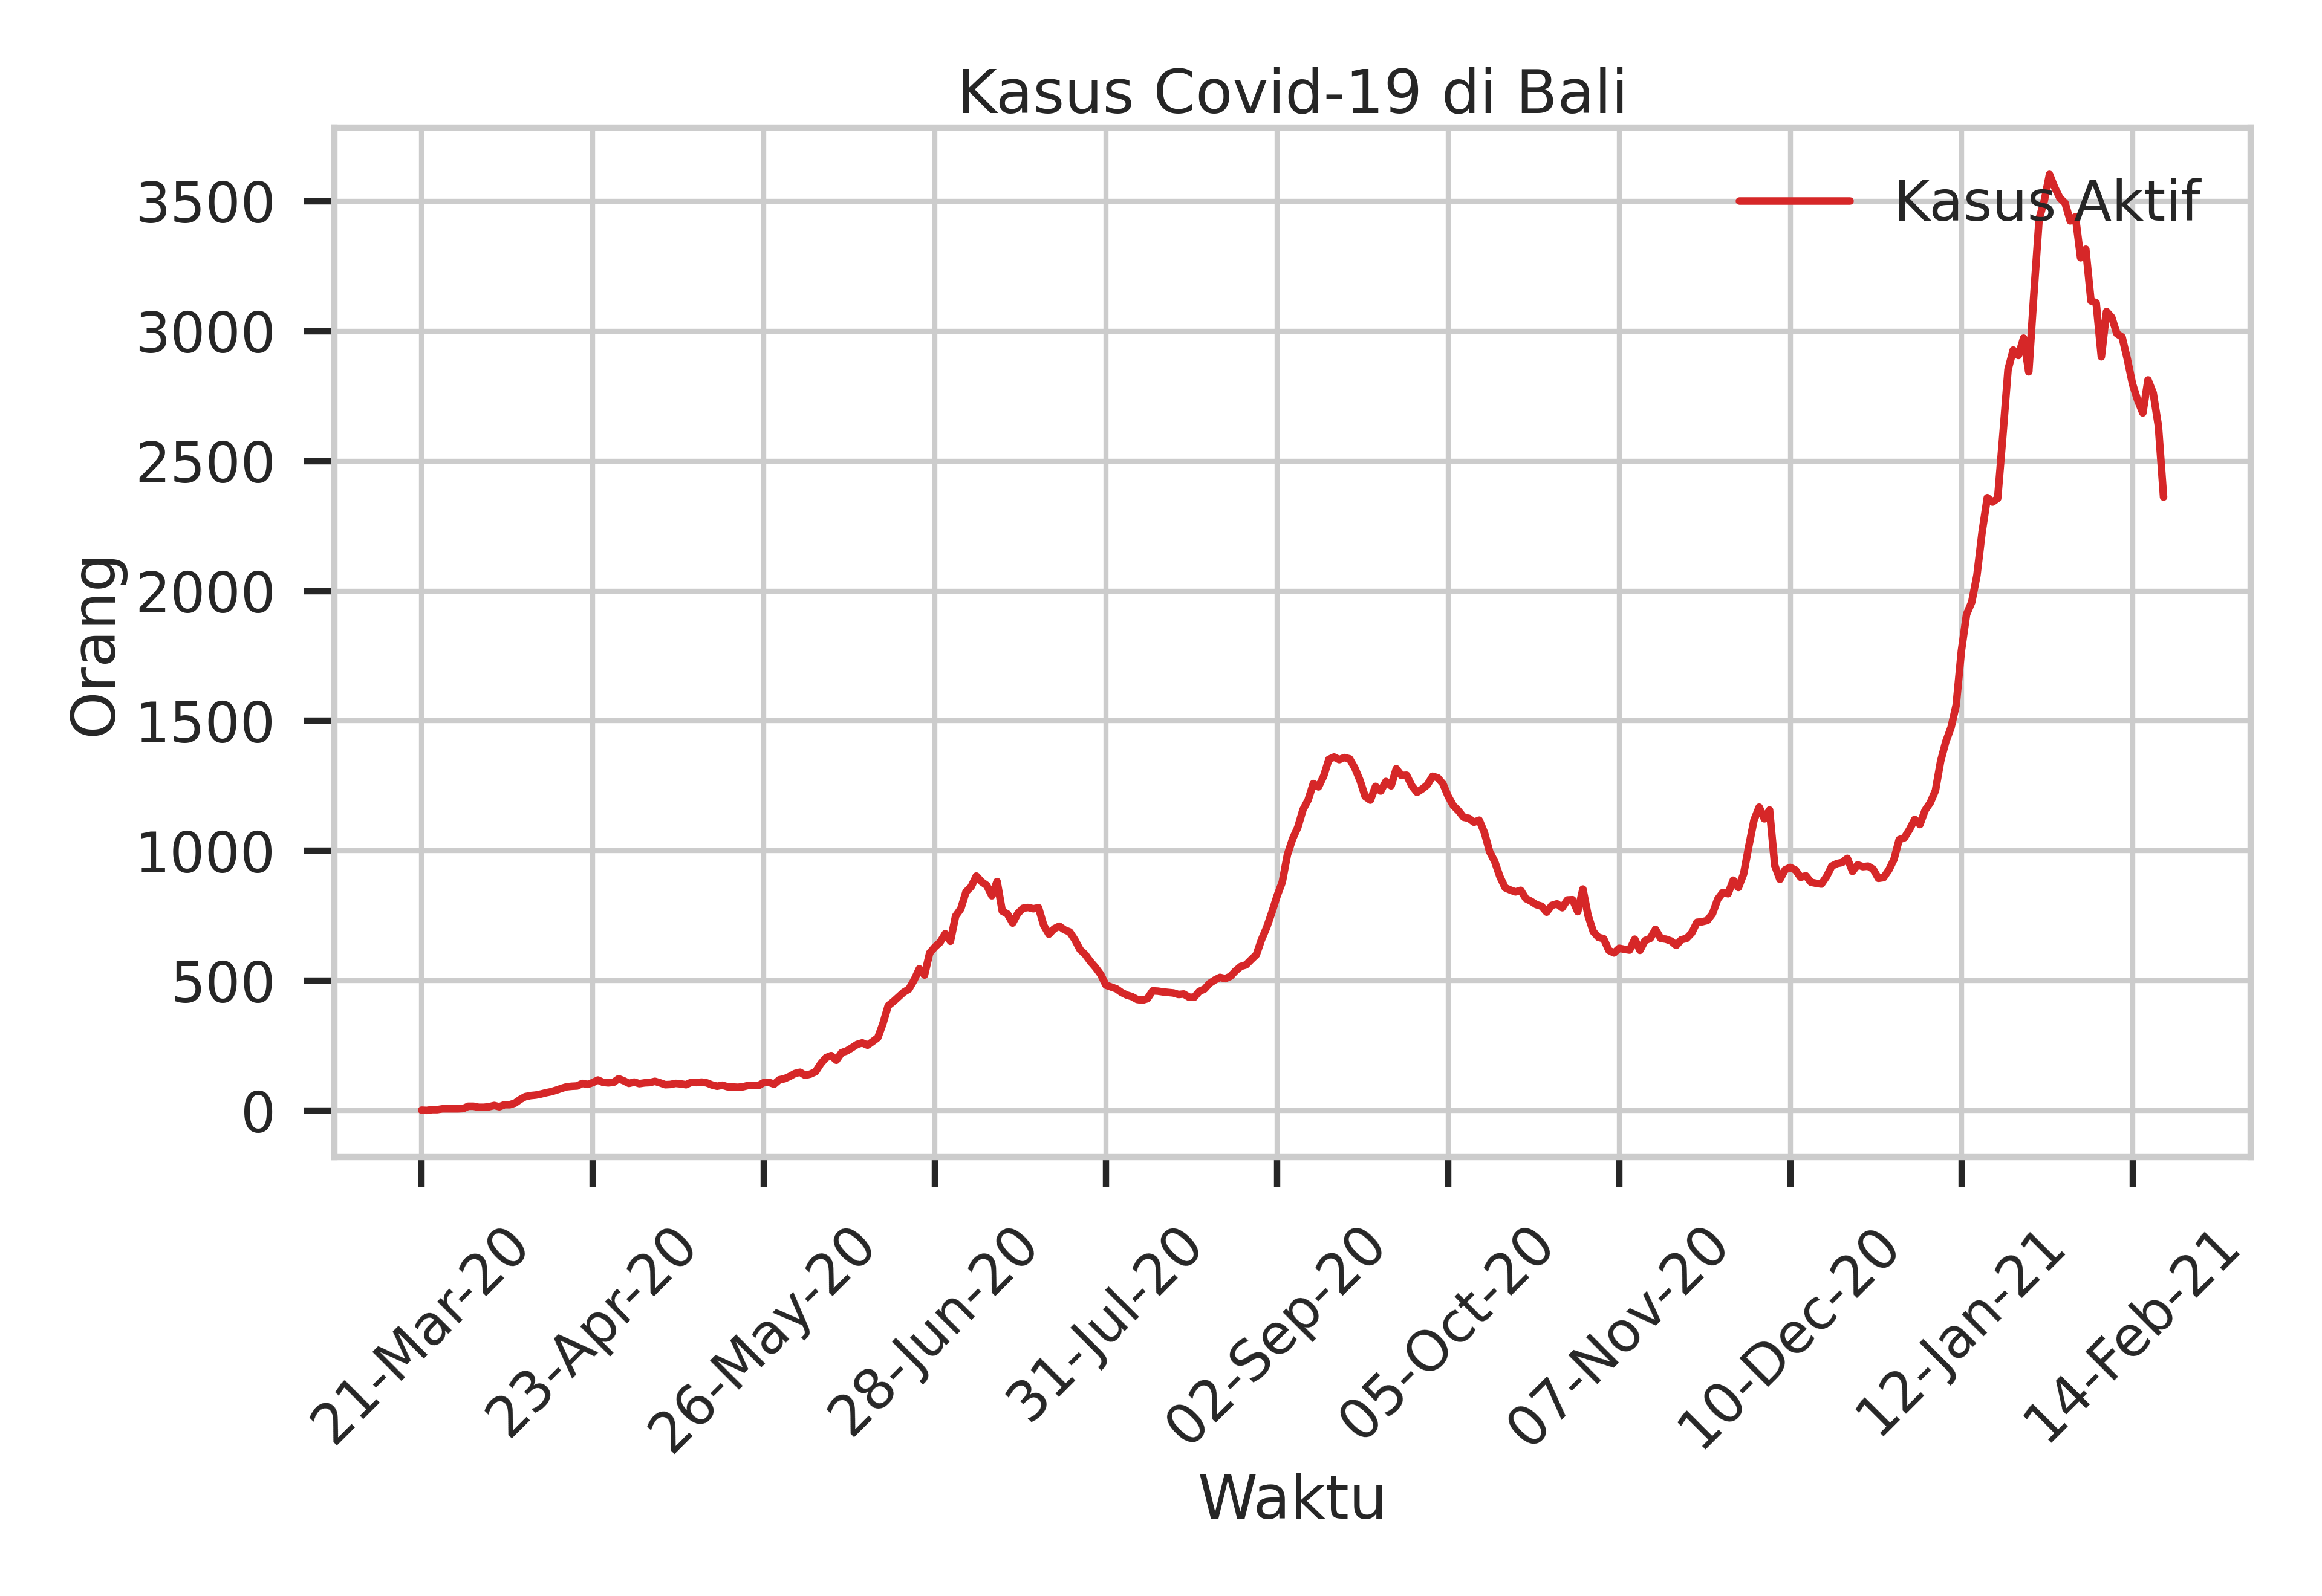 Kasus Covid-19 di Bali
Kasus Aktif
3500
3000
2500
2000
1500
1000
500
0
Orang
21-Mar-20
23-Apr-20
26-May-20
28-Jun-20
31-Jul-20
02-Sep-20
05-Oct-20
07-Nov-20
10-Dec-20
12-Jan-21
14-Feb-21
Waktu